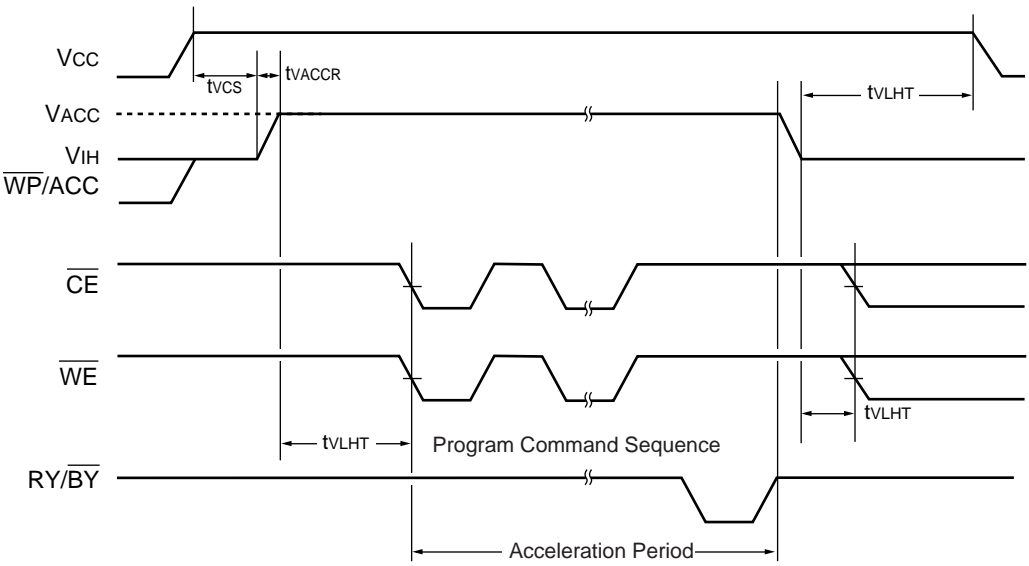 VCC
tVCS
tVACCR
tVLHT
VACC
VIH
WP/ACC
CE
WE
tVLHT
tVLHT
Program Command Sequence
RY/BY
Acceleration Period